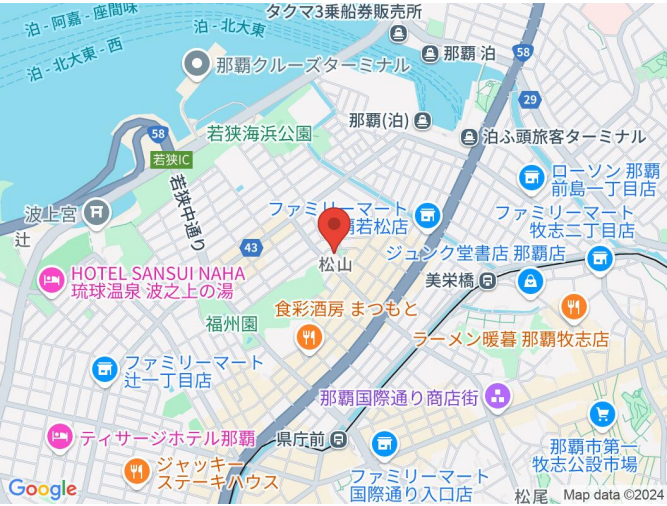 タクマ3乗船券販売所
泊 - 阿嘉 - 座間味
泊 - 北大東
泊 - 北大東 - 西
那覇 泊
58
那覇クルーズターミナル
29
那覇(泊)
泊ふ頭旅客ターミナル
若狭海浜公園
58
若狭IC
ローソン 那覇
前島一丁目店
若狭中通り
波上宮
辻
ファミリーマート
覇若松店
ファミリーマート
牧志二丁目店
43
ジュンク堂書店 那覇店
松山
美栄橋
HOTEL SANSUI NAHA
琉球温泉 波之上の湯
食彩酒房 まつもと
福州園
ラーメン暖暮 那覇牧志店
ファミリーマート
辻一丁目店
那覇国際通り商店街
ティサージホテル那覇
県庁前
那覇市第一
牧志公設市場
ジャッキー
ステーキハウス
ファミリーマート
国際通り入口店
松尾
Google
Map data ©2024